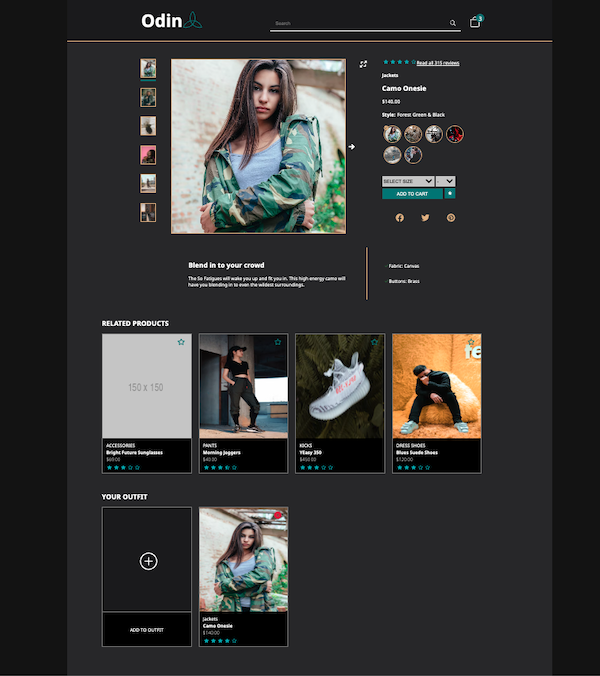 Odin
Search
3
Read all 315 reviews
Jackets
Camo Onesie
$140.00
Style: Forest Green & Black
SELECT SIZE
-
ADD TO CART
Blend in to your crowd
The So Fatigues will wake you up and fit you in. This high energy camo will
have you blending in to even the wildest surroundings.
Fabric: Canvas
Buttons: Brass
RELATED PRODUCTS
150 x 150
ACCESSORIES
Bright Future Sunglasses
$69.00
PANTS
Morning Joggers
$40.00
KICKS
YEasy 350
$450.00
te
DRESS SHOES
Blues Suede Shoes
$120.00
YOUR OUTFIT
ADD TO OUTFIT
Jackets
Camo Onesie
$140.00